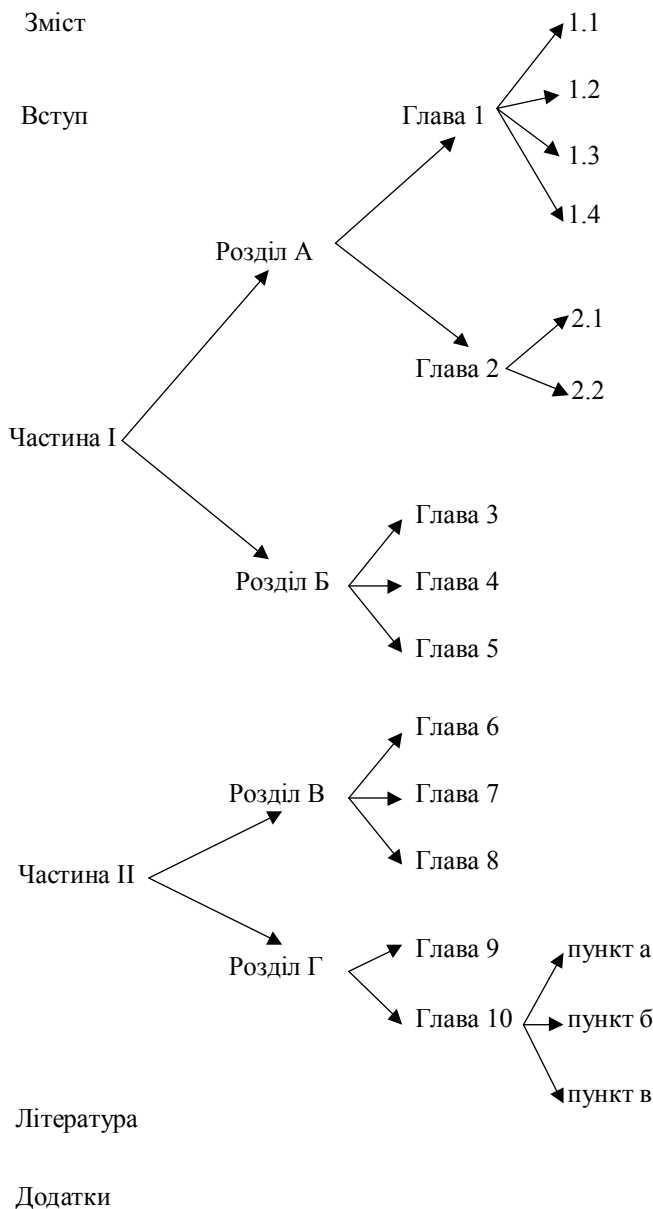 Зміст
1.1
1.2
Вступ
Глава 1
1.3
1.4
Розділ А
2.1
Глава 2
2.2
Частина І
Глава 3
Розділ Б
Глава 4
Глава 5
Глава 6
Розділ В
Глава 7
Глава 8
Частина ІІ
Глава 9
пункт а
Розділ Г
Глава 10
пункт б
пункт в
Література
Додатки